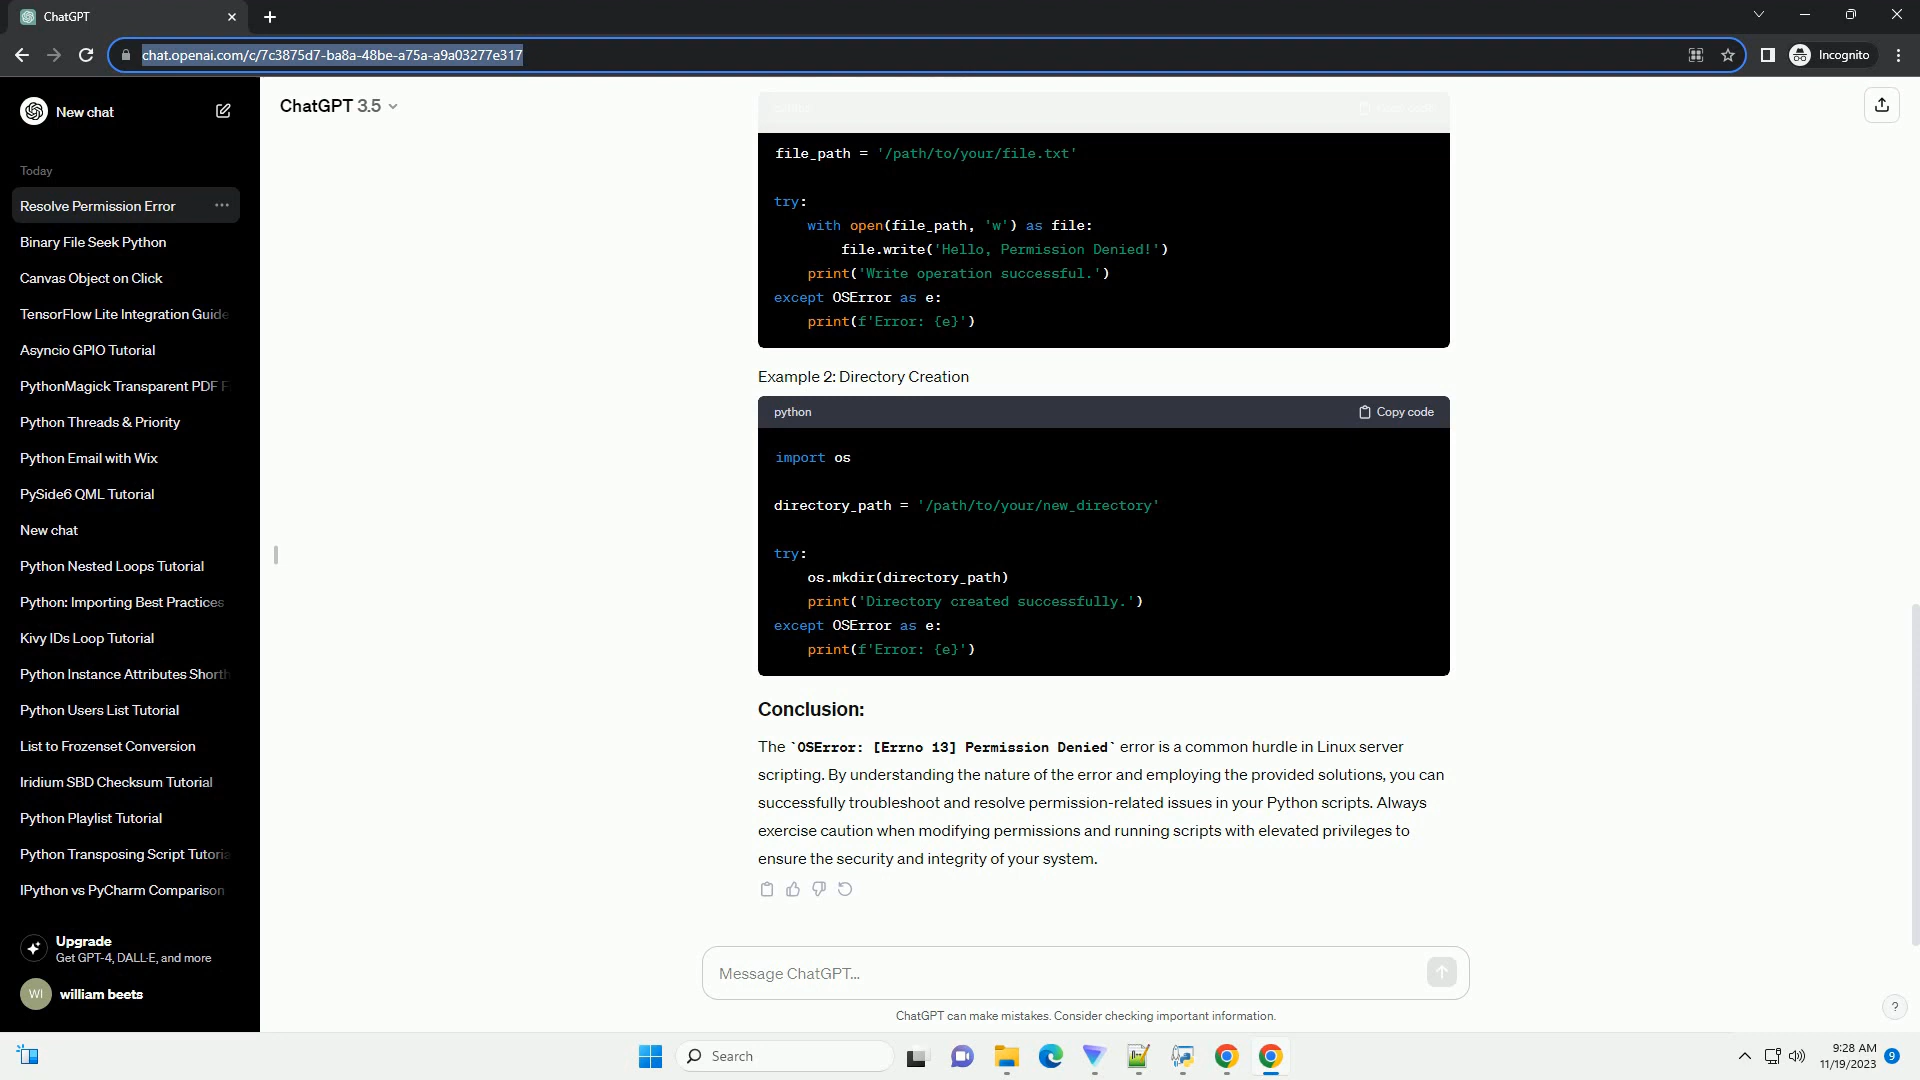 ChatGPT
chat.openai.com/c/7c3875d7-ba8a-48be-a75a-a9a03277e317
Incognito
New chat
Today
Resolve Permission Error
Binary File Seek Python
Canvas Object on Click
TensorFlow Lite Integration Guide
Asyncio GPIO Tutorial
PythonMagick Transparent PDF F
Python Threads & Priority
Python Email with Wix
PySide6 QML Tutorial
New chat
Python Nested Loops Tutorial
Python: Importing Best Practices
Kivy IDs Loop Tutorial
Python Instance Attributes Shorth
Python Users List Tutorial
List to Frozenset Conversion
Iridium SBD Checksum Tutorial
Python Playlist Tutorial
Python Transposing Script Tutoria
IPython vs PyCharm Comparison
Upgrade
Get GPT-4, DALL·E, and more
WI
william beets
ChatGPT 3.5
python
Copy code
file_path = '/path/to/your/file.txt'
try:
with open(file_path, 'w') as file:
file.write('Hello, Permission Denied!')
print('Write operation successful.')
except OSError as e:
print(f'Error: {e}')
Example 2: Directory Creation
python
Copy code
import os
directory_path = '/path/to/your/new_directory'
try:
os.mkdir(directory_path)
print('Directory created successfully.')
except OSError as e:
print(f'Error: {e}')
Conclusion:
The `OSError: [Errno 13] Permission Denied` error is a common hurdle in Linux server
scripting. By understanding the nature of the error and employing the provided solutions, you can
successfully troubleshoot and resolve permission-related issues in your Python scripts. Always
exercise caution when modifying permissions and running scripts with elevated privileges to
ensure the security and integrity of your system.
Message ChatGPT...
ChatGPT can make mistakes. Consider checking important information.
?
Search
9:28 AM
11/19/2023
9